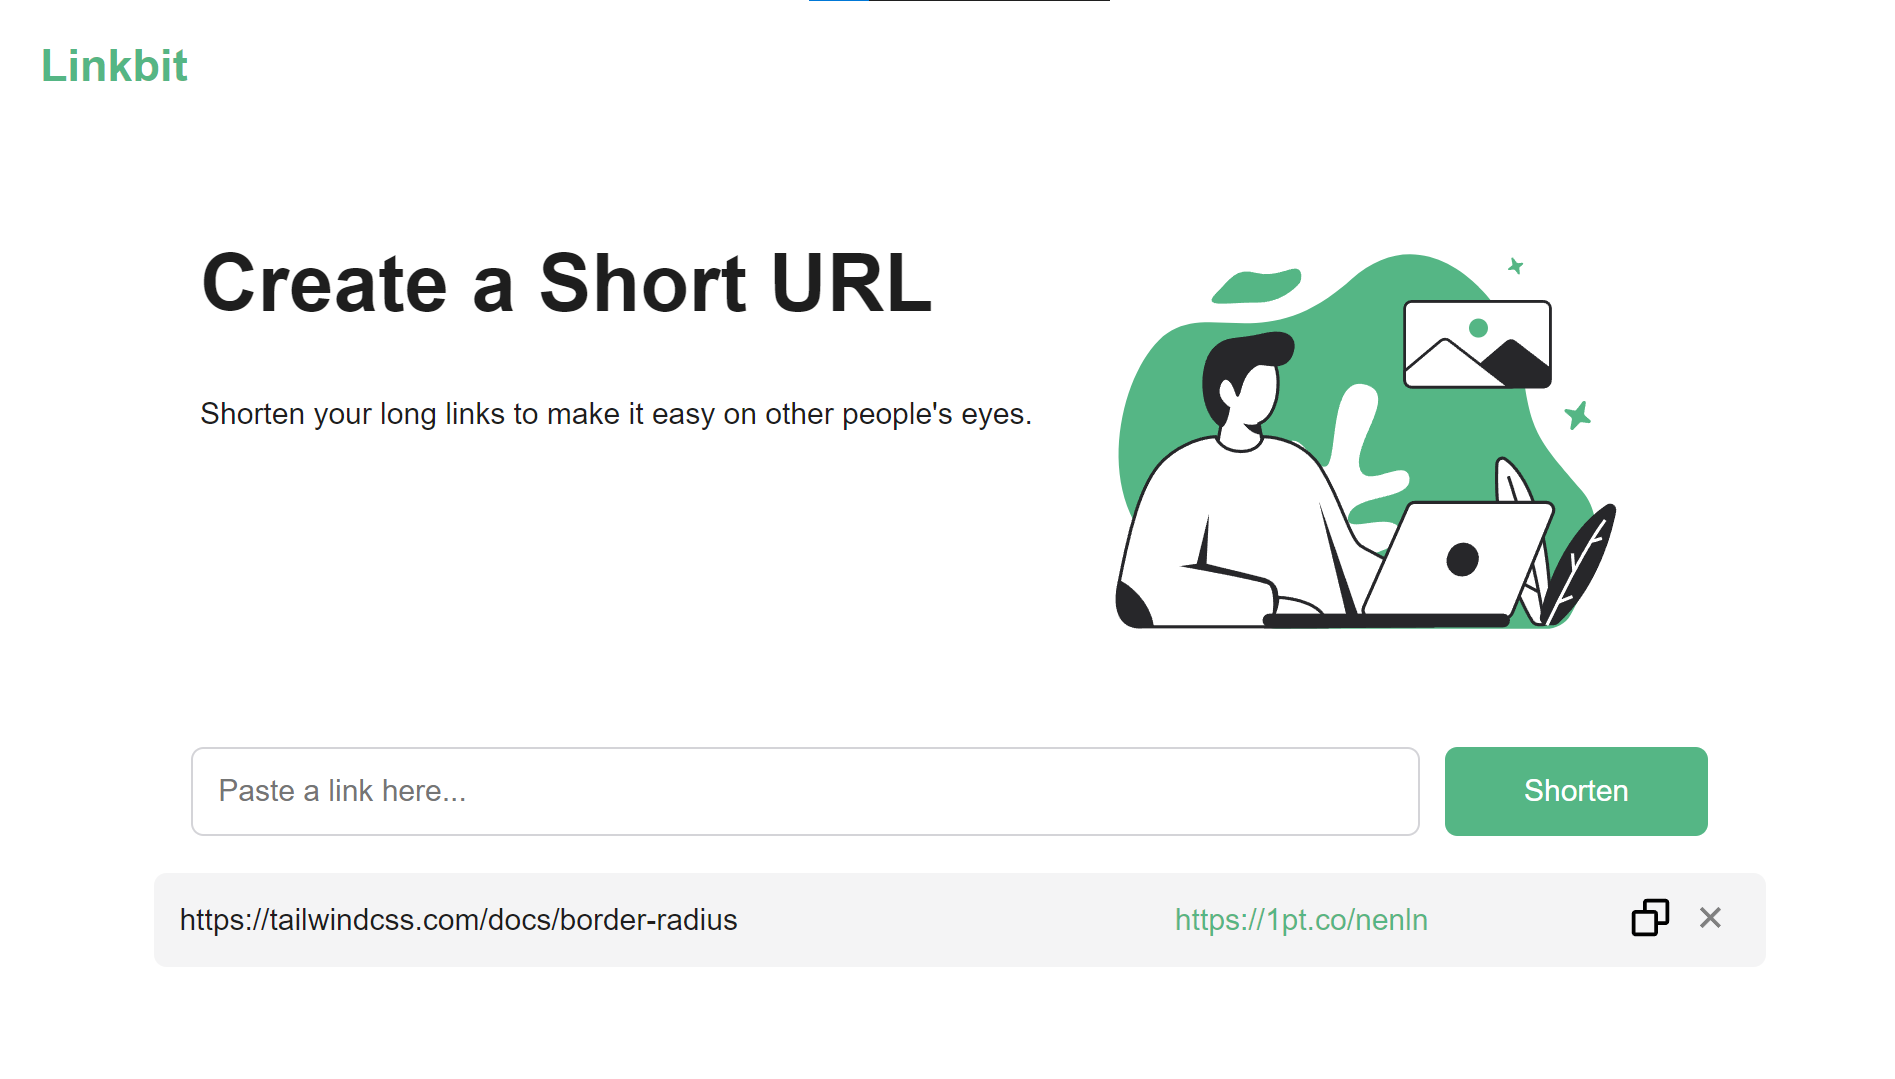 Linkbit
Create a Short URL
Shorten your long links to make it easy on other people's eyes.
Paste a link here...
Shorten
https://tailwindcss.com/docs/border-radius
https://1pt.co/nenln